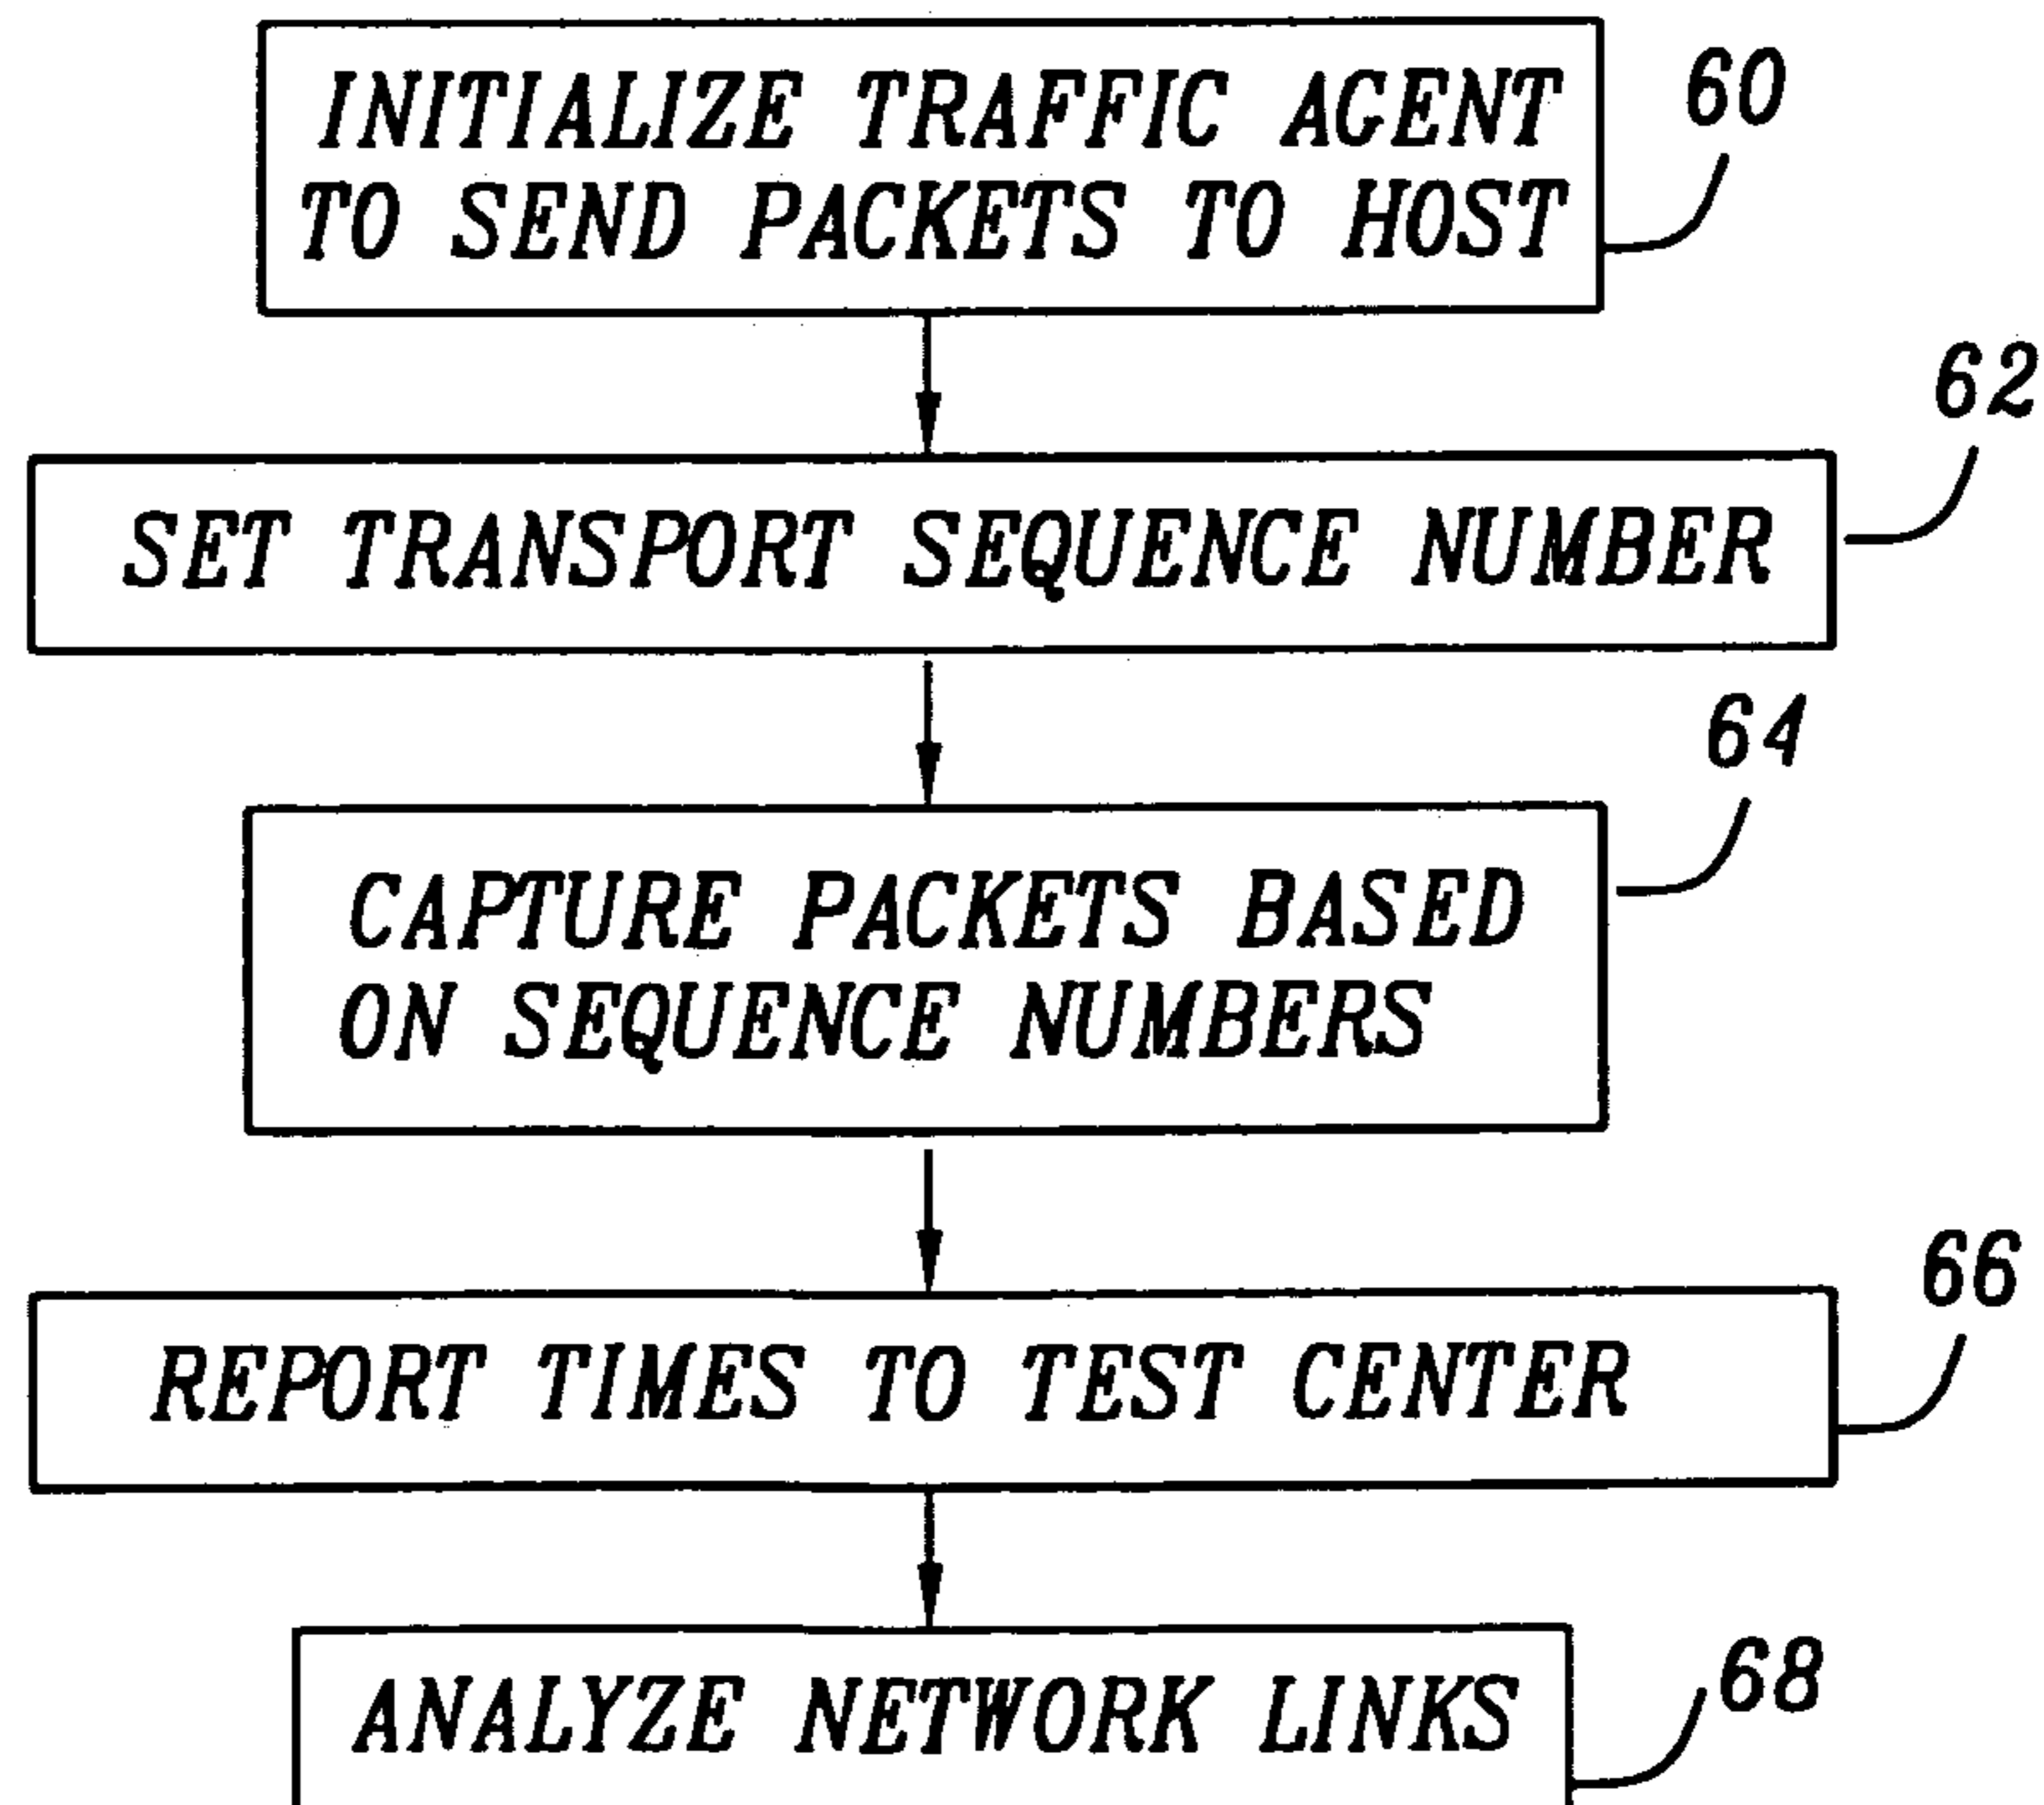 INITIALIZE TRAFFIC AGENT
TO SEND PACKETS TO HOST
60
SET TRANSPORT SEQUENCE NUMBER
62
CAPTURE PACKETS BASED
ON SEQUENCE NUMBERS
64
REPORT TIMES TO TEST CENTER
66
ANALYZE NETWORK LINKS
68